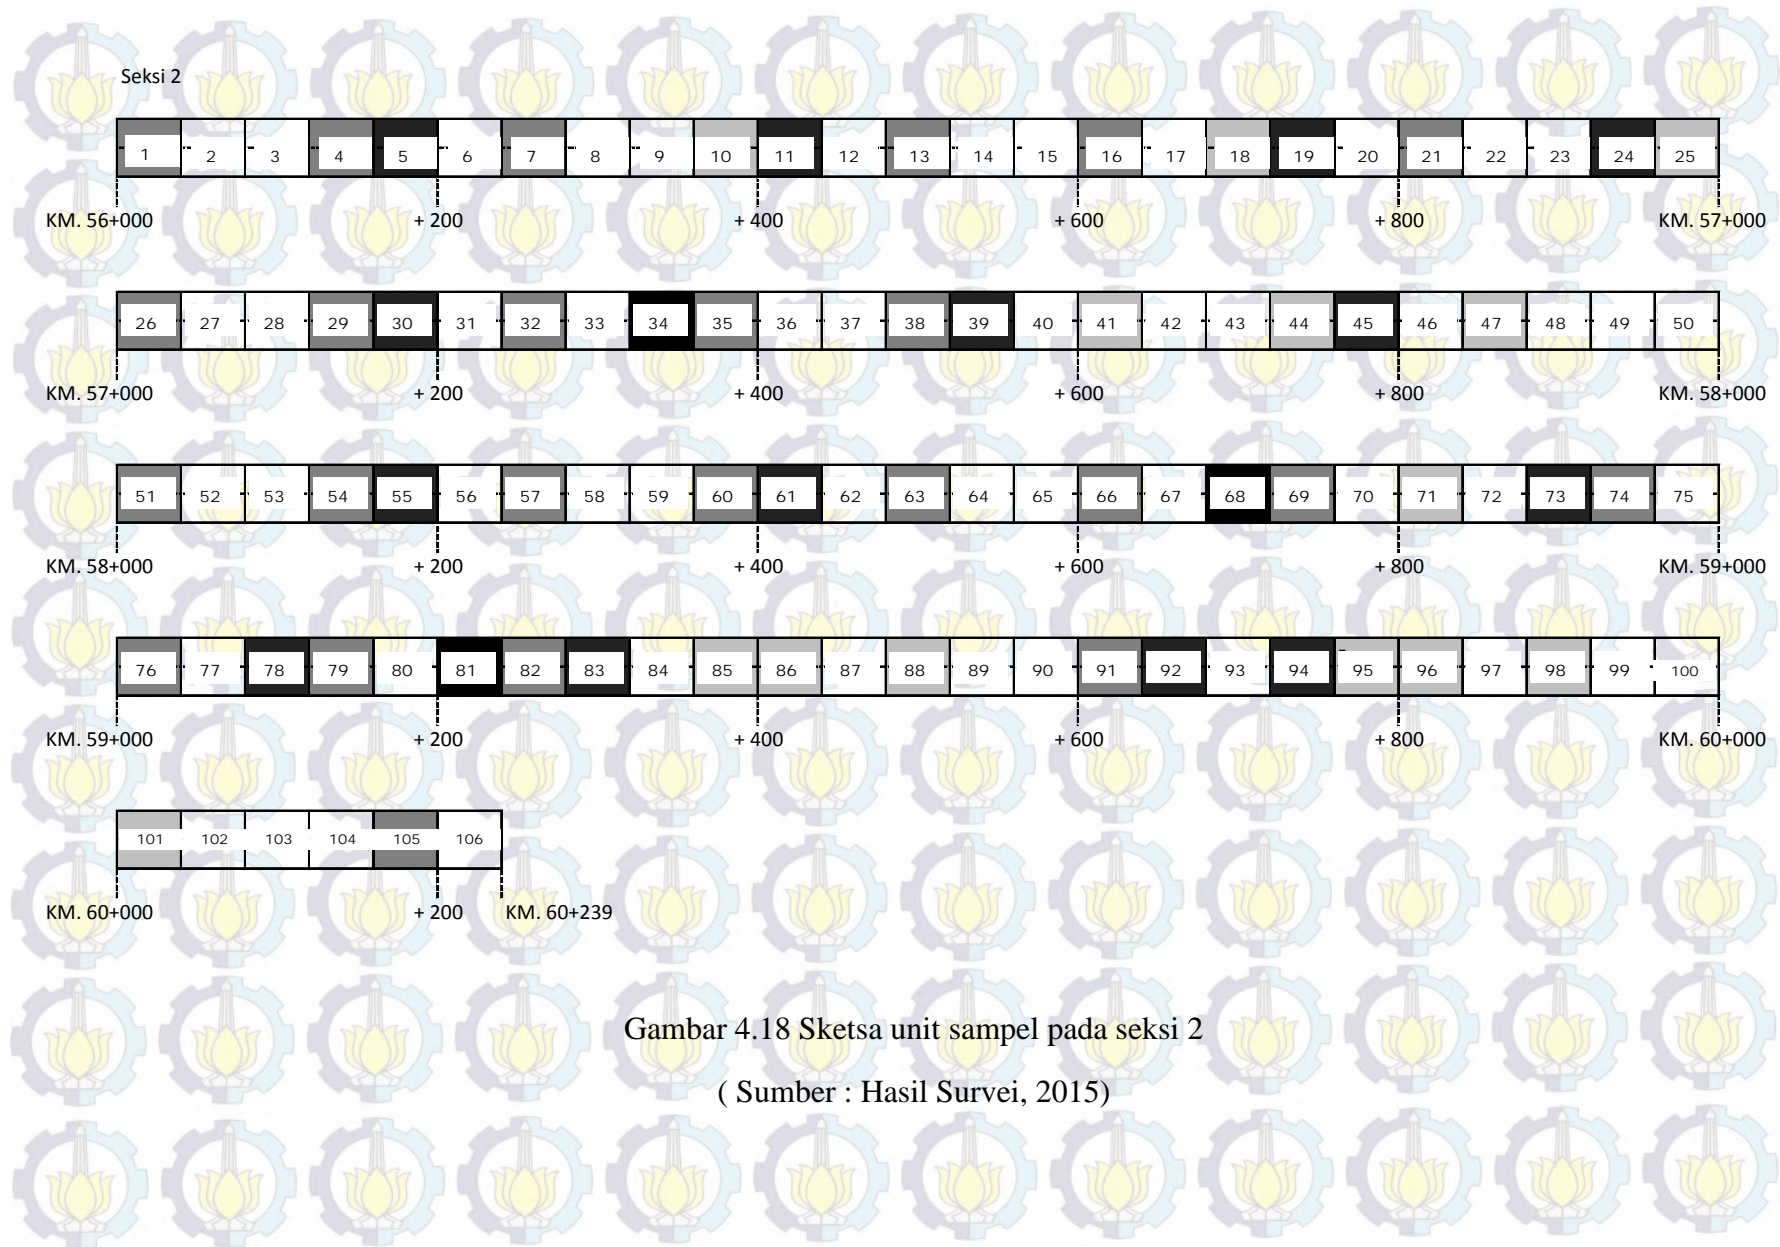 Seksi 2
1 2 3 4 5 6 7 8 9 10 11 12 13 14 15 16 17 18 19 20 21 22 23 24 25
KM. 56+000 + 200 + 400 + 600 + 800 KM. 57+000
26 27 28 29 30 31 32 33 34 35 36 37 38 39 40 41 42 43 44 45 46 47 48 49 50
KM. 57+000 + 200 + 400 + 600 + 800 KM. 58+000
51 52 53 54 55 56 57 58 59 60 61 62 63 64 65 66 67 68 69 70 71 72 73 74 75
KM. 58+000 + 200 + 400 + 600 + 800 KM. 59+000
76 77 78 79 80 81 82 83 84 85 86 87 88 89 90 91 92 93 94 95 96 97 98 99 100
KM. 59+000 + 200 + 400 + 600 + 800 KM. 60+000
101 102 103 104 105 106
KM. 60+000 + 200 KM. 60+239
Gambar 4.18 Sketsa unit sampel pada seksi 2
( Sumber : Hasil Survei, 2015)